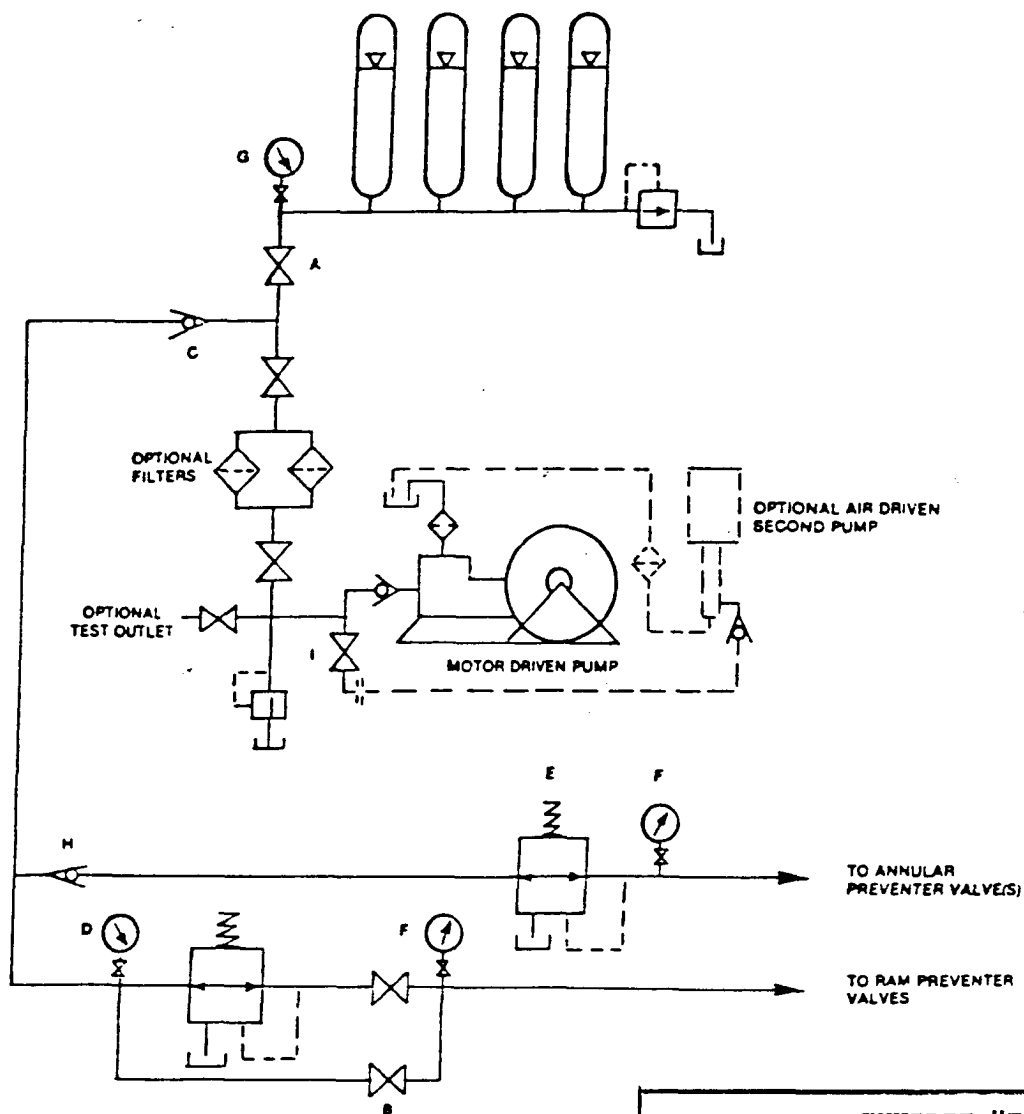 G
A
C
OPTIONAL
FILTERS
OPTIONAL AIR DRIVEN
SECOND PUMP
OPTIONAL
TEST OUTLET
I
MOTOR DRIVEN PUMP
E
F
H
TO ANNULAR
PREVENTER VALVE(S)
D
F
TO RAM PREVENTER
VALVES
B